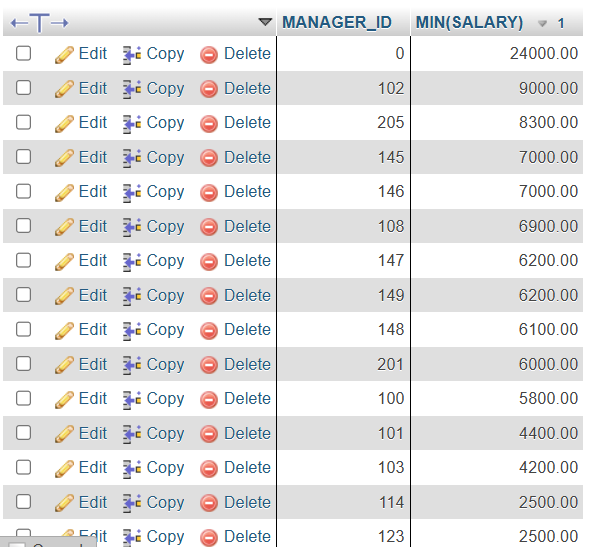 MANAGER_ID MIN(SALARY) 1
Edit Copy Delete 0 24000.00
Edit Copy Delete 102 9000.00
Edit Copy Delete 205 8300.00
Edit Copy Delete 145 7000.00
Edit Copy Delete 146 7000.00
Edit Copy Delete 108 6900.00
Edit Copy Delete 147 6200.00
Edit Copy Delete 149 6200.00
Edit Copy Delete 148 6100.00
Edit Copy Delete 201 6000.00
Edit Copy Delete 100 5800.00
Edit Copy Delete 101 4400.00
Edit Copy Delete 103 4200.00
Edit Copy Delete 114 2500.00
Edit Copy Delete 123 2500.00